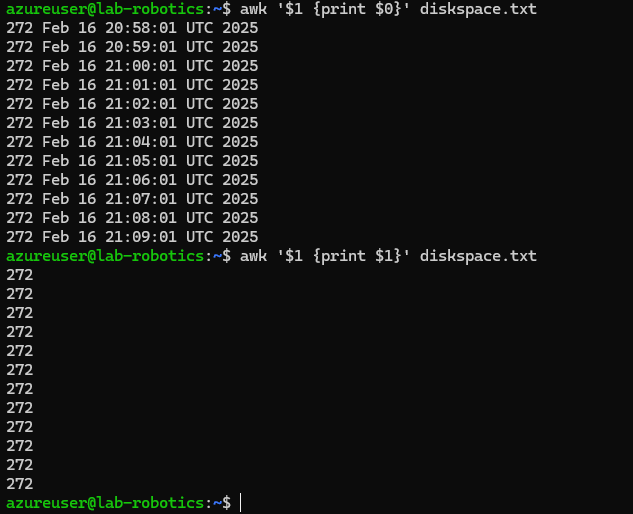 azureuser@lab-robotics:~$ awk '$1 {print $0}' diskspace.txt
272 Feb 16 20:58:01 UTC 2025
272 Feb 16 20:59:01 UTC 2025
272 Feb 16 21:00:01 UTC 2025
272 Feb 16 21:01:01 UTC 2025
272 Feb 16 21:02:01 UTC 2025
272 Feb 16 21:03:01 UTC 2025
272 Feb 16 21:04:01 UTC 2025
272 Feb 16 21:05:01 UTC 2025
272 Feb 16 21:06:01 UTC 2025
272 Feb 16 21:07:01 UTC 2025
272 Feb 16 21:08:01 UTC 2025
272 Feb 16 21:09:01 UTC 2025
azureuser@lab-robotics:~$ awk '$1 {print $1}' diskspace.txt
272
272
272
272
272
272
272
272
272
272
272
272
azureuser@lab-robotics:~$